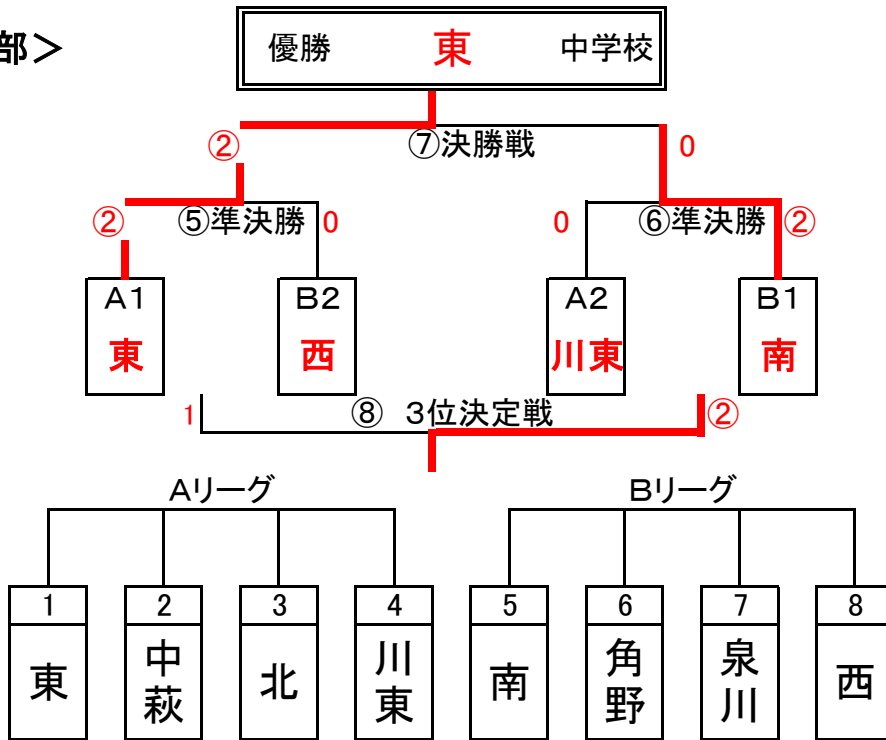 部＞
優勝 東 中学校
② ⑦決勝戦 0
② ⑤準決勝 0 0 ⑥準決勝 ②
A1 B2 A2 B1
東 西 川東 南
1 ⑧ 3位決定戦 ②
Aリーグ Bリーグ
1 2 3 4 5 6 7 8
東 中萩 北 川東 南 角野 泉川 西